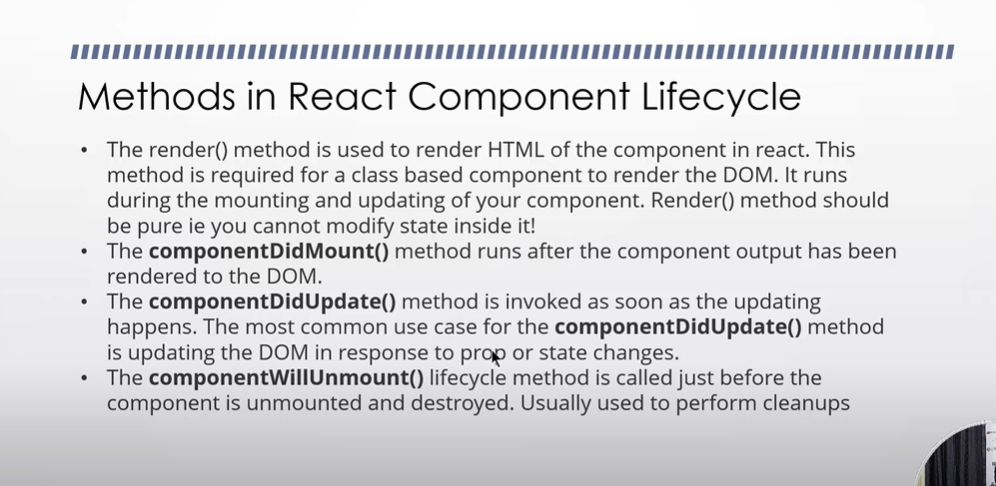 Methods in React Component Lifecycle
• The render() method is used to render HTML of the component in react. This
method is required for a class based component to render the DOM. It runs
during the mounting and updating of your component. Render() method should
be pure ie you cannot modify state inside it!
• The componentDidMount() method runs after the component output has been
rendered to the DOM.
• The componentDidUpdate() method is invoked as soon as the updating
happens. The most common use case for the componentDidUpdate() method
is updating the DOM in response to prop or state changes.
• The componentWillUnmount() lifecycle method is called just before the
component is unmounted and destroyed. Usually used to perform cleanups